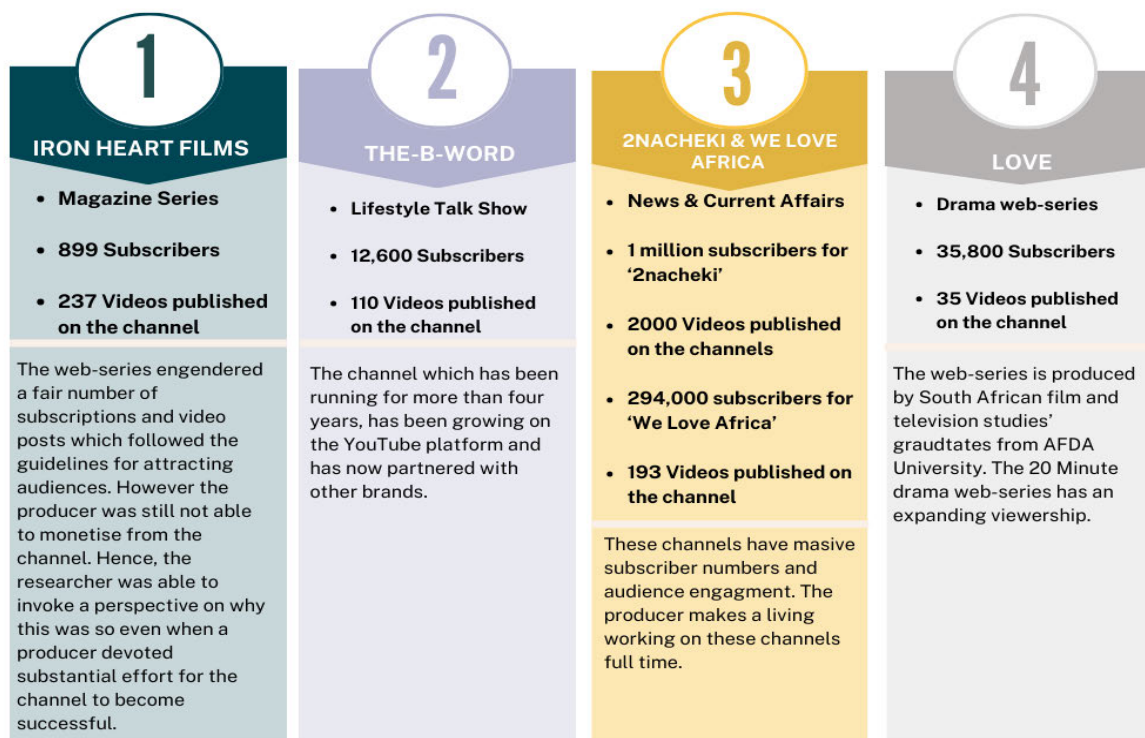 1
IRON HEART FILMS
• Magazine Series
• 899 Subscribers
• 237 Videos published
on the channel
The web-series engendered
a fair number of
subscriptions and video
posts which followed the
guidelines for attracting
audiences. However the
producer was still not able
to monetise from the
channel. Hence, the
researcher was able to
invoke a perspective on why
this was so even when a
producer devoted
substantial effort for the
channel to become
successful.
2
THE-B-WORD
• Lifestyle Talk Show
• 12,600 Subscribers
• 110 Videos published
on the channel
The channel which has been
running for more than four
years, has been growing on
the YouTube platform and
has now partnered with
other brands.
3
2NACHEKI & WE LOVE
AFRICA
• News & Current Affairs
• 1 million subscribers for
‘2nacheki’
• 2000 Videos published
on the channels
• 294,000 subscribers for
‘We Love Africa’
• 193 Videos published on
the channel
These channels have masive
subscriber numbers and
audience engagment. The
producer makes a living
working on these channels
full time.
4
LOVE
• Drama web-series
• 35,800 Subscribers
• 35 Videos published
on the channel
The web-series is produced
by South African film and
television studies’
graudtates from AFDA
University. The 20 Minute
drama web-series has an
expanding viewership.